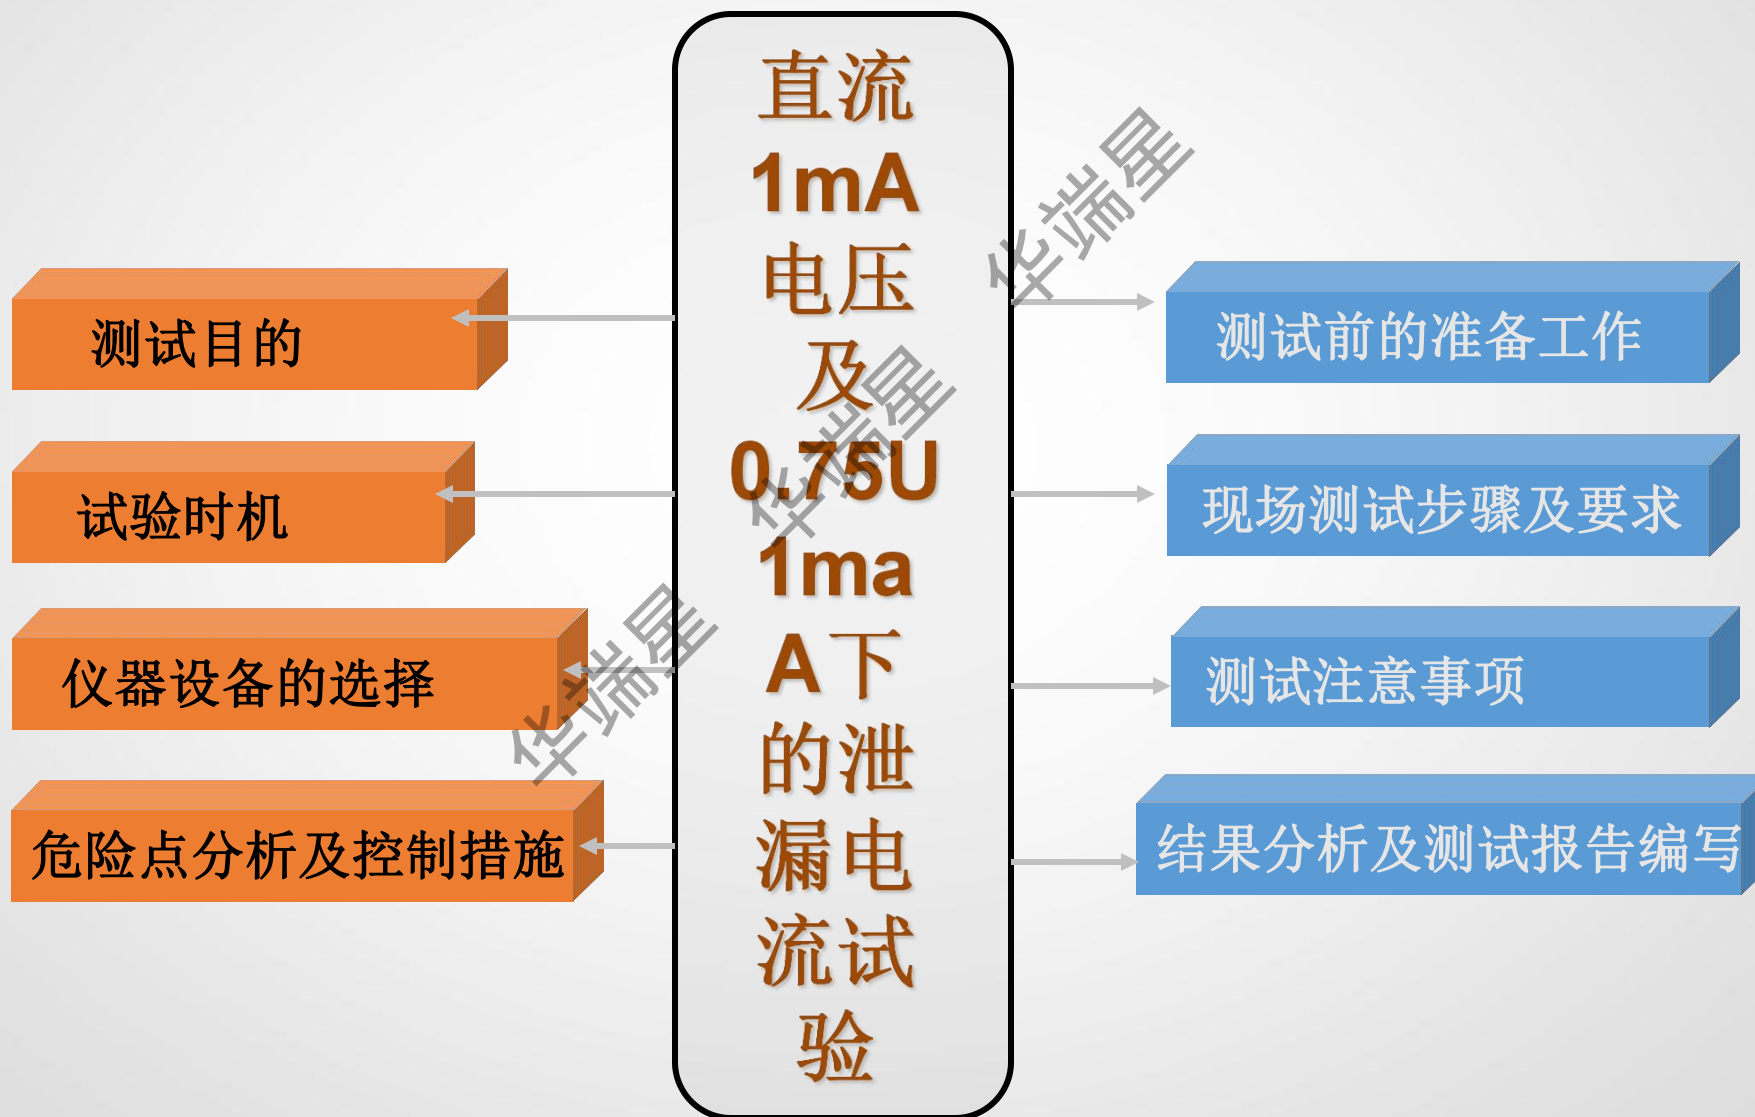 直流
1mA
电压
及
0.75U
1ma
A下
的泄
漏电
流试
验
测试目的
试验时机
仪器设备的选择
危险点分析及控制措施
测试前的准备工作
现场测试步骤及要求
测试注意事项
结果分析及测试报告编写
华端星
华端星
华端星